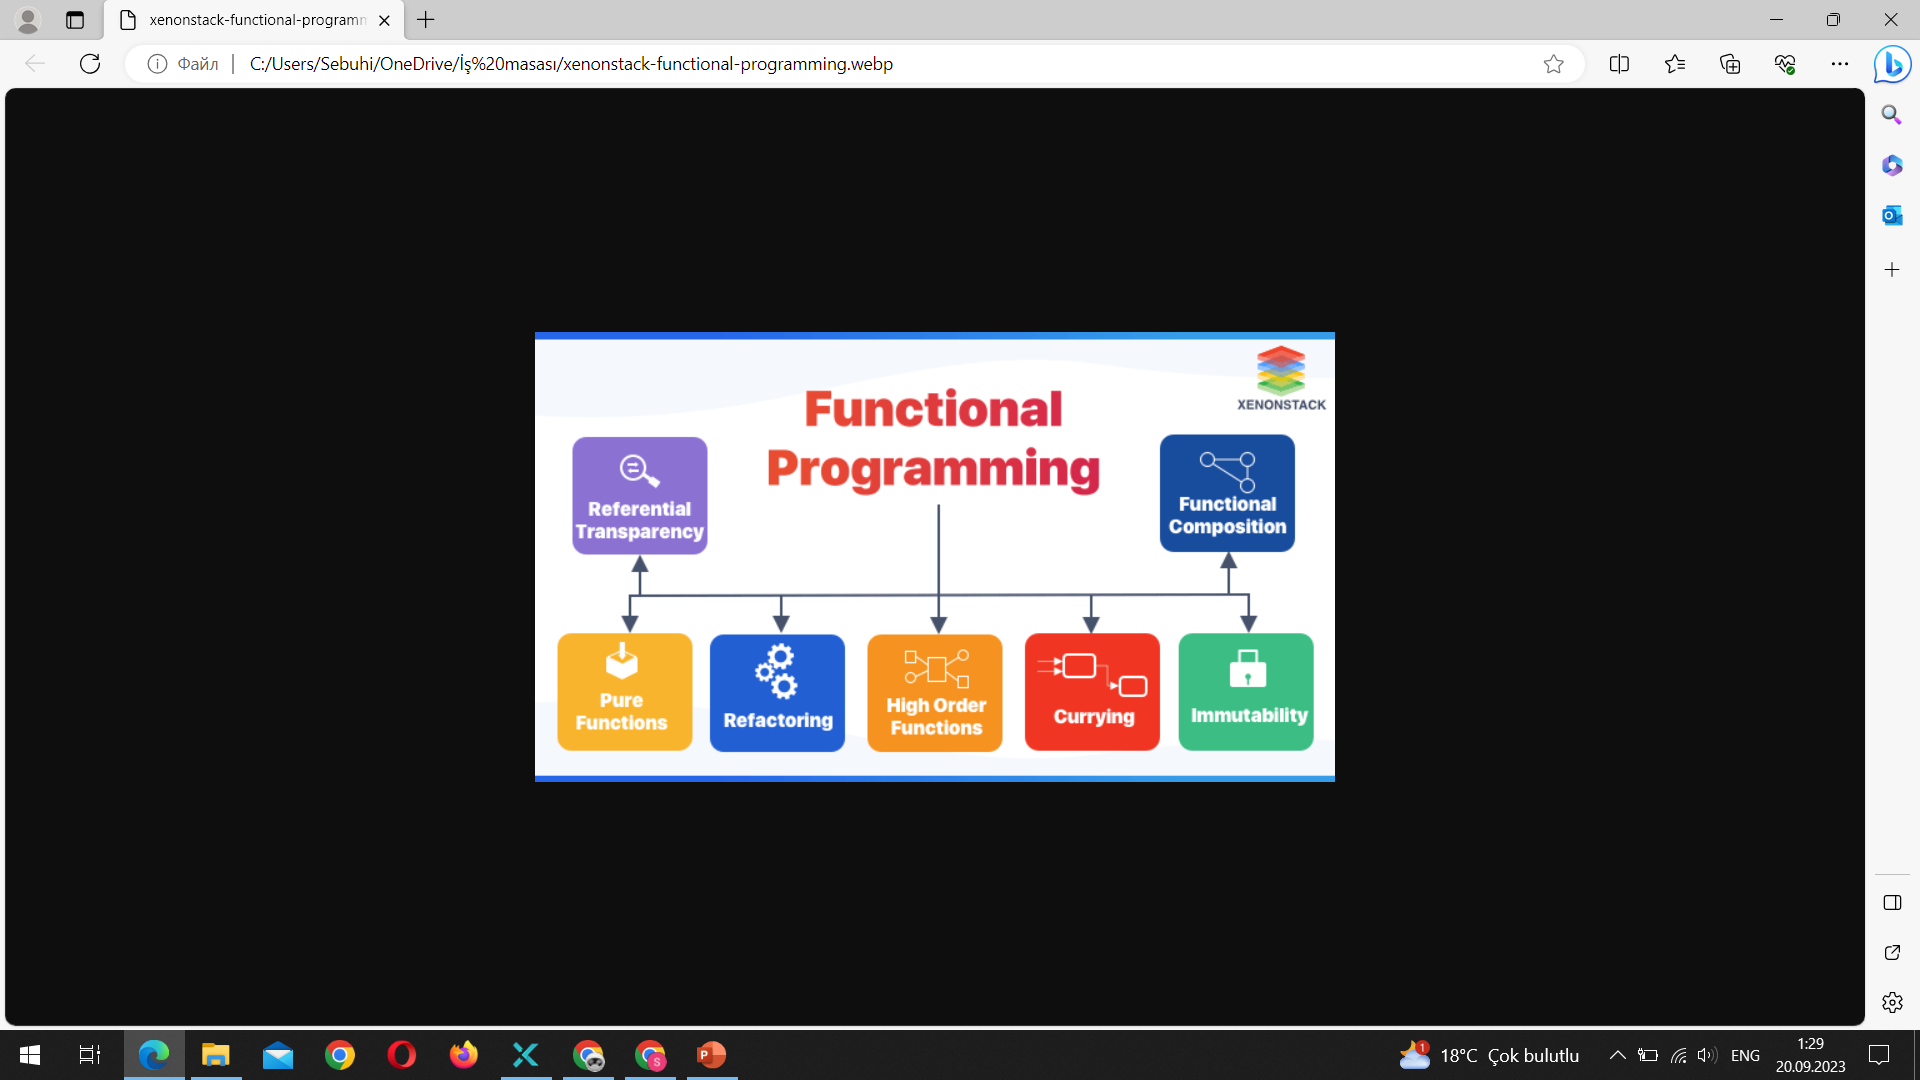 xenonstack-functional-programm
Файл
C:/Users/Sebuhi/OneDrive/İş%20masası/xenonstack-functional-programming.webp
XENONSTACK
Functional
Programming
Referential
Transparency
Functional
Composition
Pure
Functions
Refactoring
High Order
Functions
Currying
Immutability
1
18°C Çok bulutlu
ENG
1:29
20.09.2023